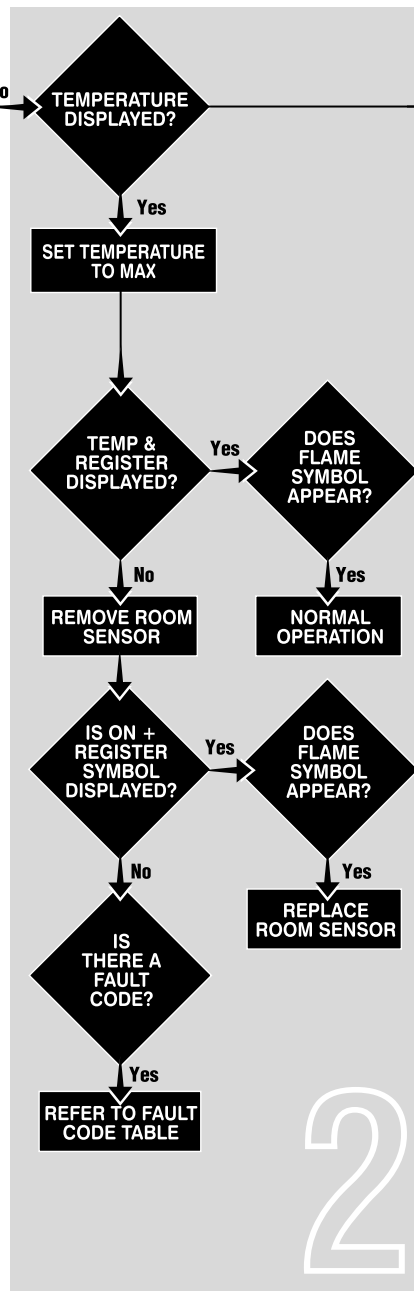 o
TEMPERATURE
DISPLAYED?
Yes
SET TEMPERATURE
TO MAX
TEMP &
REGISTER
DISPLAYED?
Yes
DOES
FLAME
SYMBOL
APPEAR?
No
Yes
REMOVE ROOM
SENSOR
NORMAL
OPERATION
IS ON +
REGISTER
SYMBOL
DISPLAYED?
Yes
DOES
FLAME
SYMBOL
APPEAR?
No
Yes
REPLACE
ROOM SENSOR
IS
THERE A
FAULT
CODE?
Yes
REFER TO FAULT
CODE TABLE
2